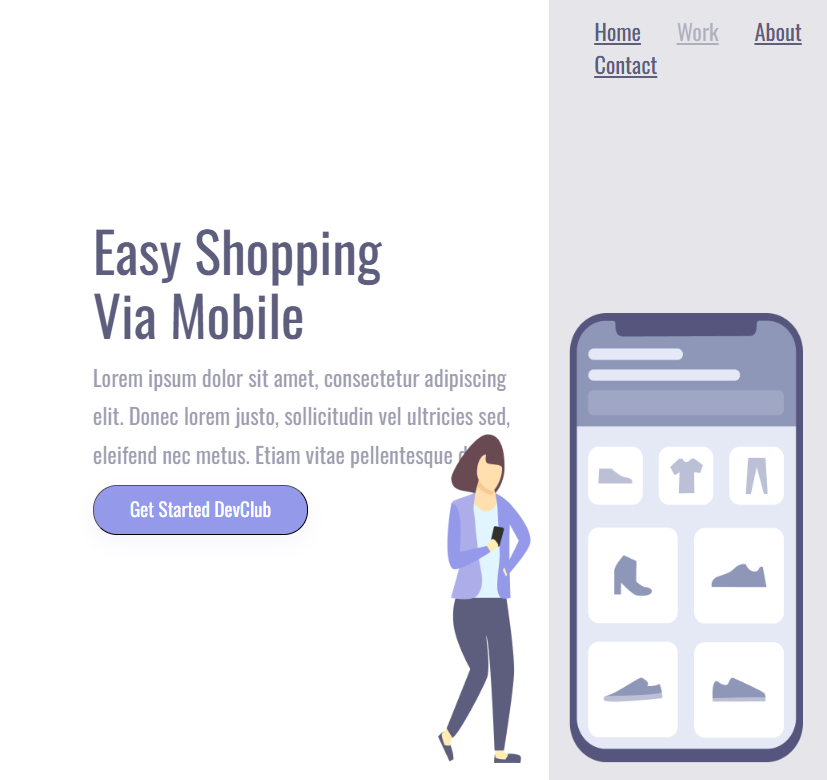 Home Work About
Contact
Easy Shopping
Via Mobile
Lorem ipsum dolor sit amet, consectetur adipiscing
elit. Donec lorem justo, sollicitudin vel ultricies sed,
eleifend nec metus. Etiam vitae pellentesque
Get Started DevClub